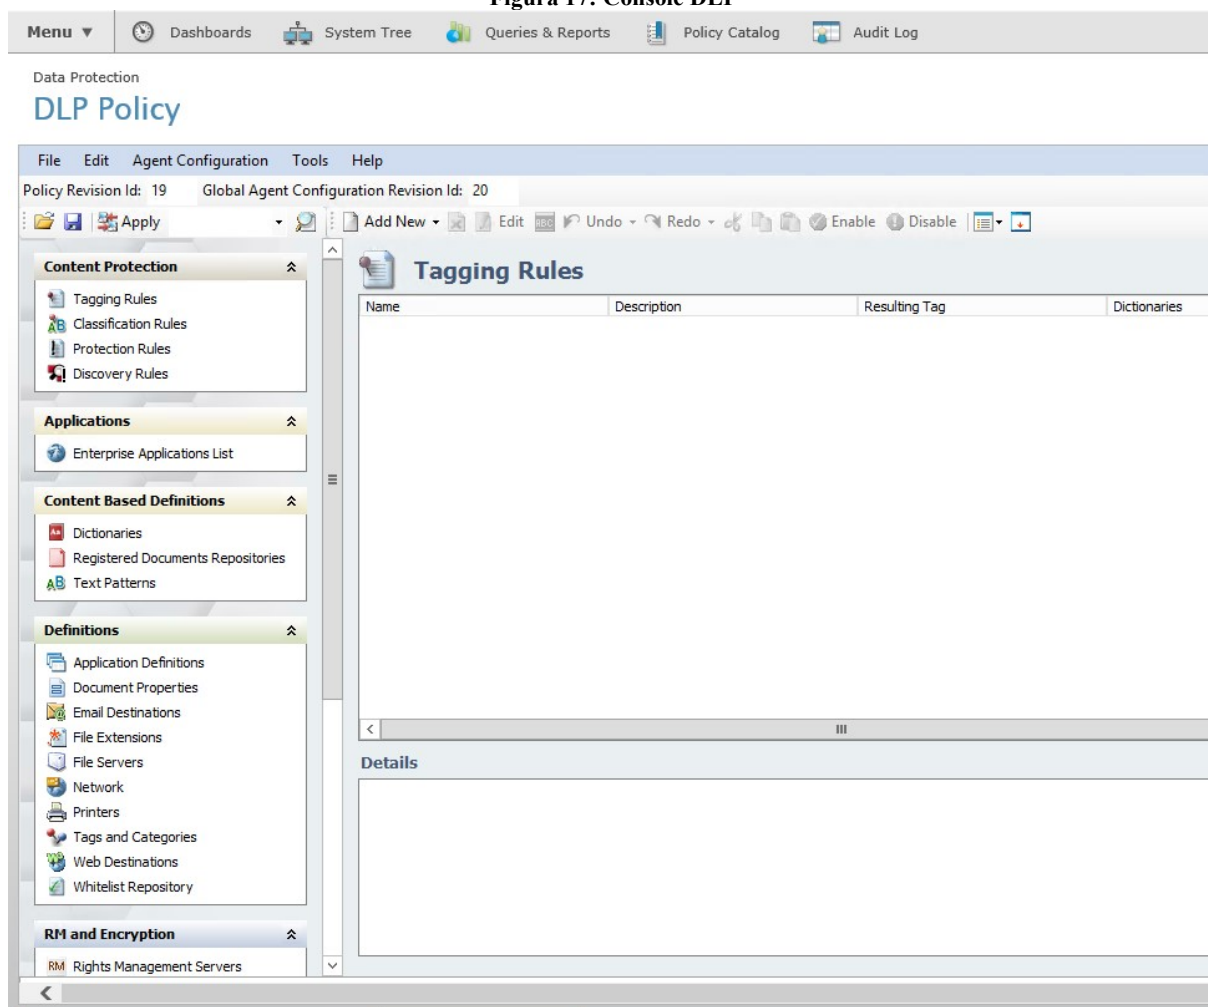 Figura 17: Console DLP
Menu ▼ Dashboards System Tree Queries & Reports Policy Catalog Audit Log
Data Protection
DLP Policy
File Edit Agent Configuration Tools Help
Policy Revision Id: 19 Global Agent Configuration Revision Id: 20
Apply Add New Edit Undo Redo Enable Disable
Content Protection
Tagging Rules
Classification Rules
Protection Rules
Discovery Rules
Applications
Enterprise Applications List
Content Based Definitions
Dictionaries
Registered Documents Repositories
Text Patterns
Definitions
Application Definitions
Document Properties
Email Destinations
File Extensions
File Servers
Network
Printers
Tags and Categories
Web Destinations
Whitelist Repository
RM and Encryption
RM Rights Management Servers
Tagging Rules
Name Description Resulting Tag Dictionaries
Details